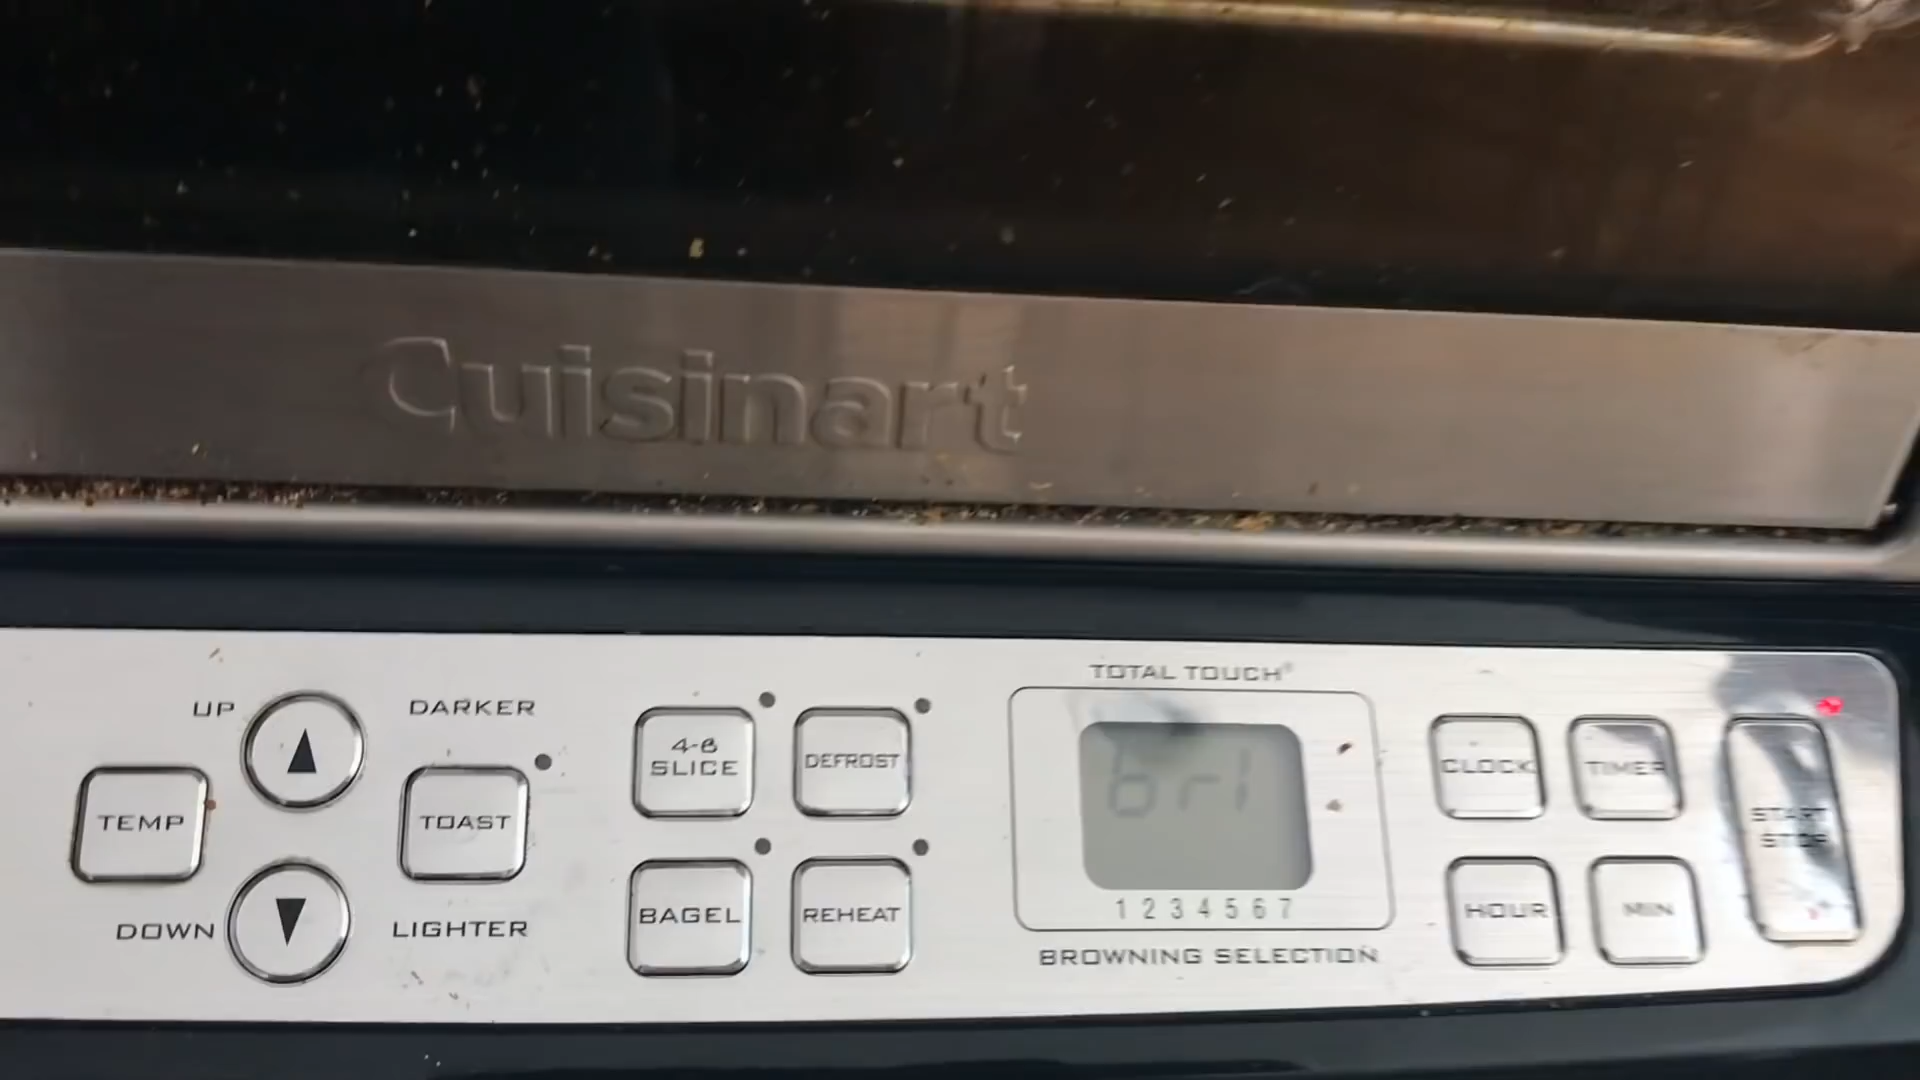 Cuisinart
TOTAL TOUCH®
UP
DARKER
4-6
SLICE
DEFROST
brl
CLOCK
TIMER
START
STOP
TEMP
TOAST
DOWN
LIGHTER
BAGEL
REHEAT
1 2 3 4 5 6 7
HOUR
MIN
BROWNING SELECTION